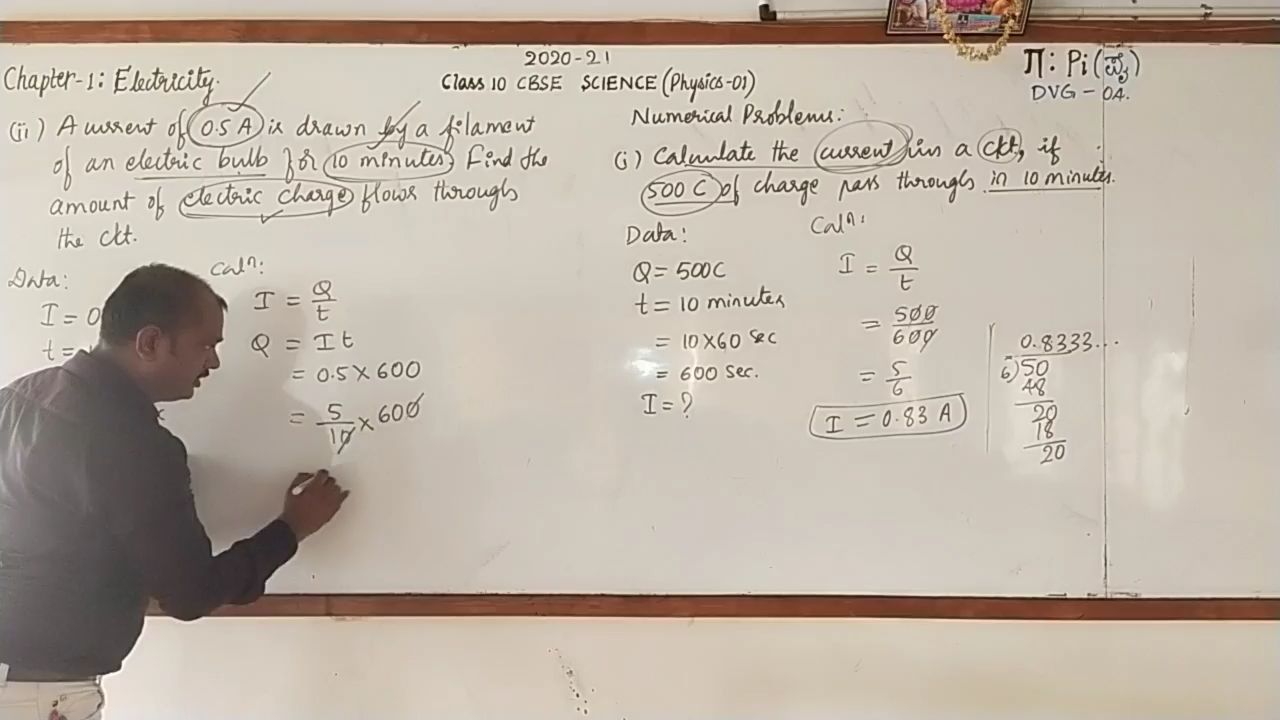 2020-21
Chapter-1: Electricity.
Class 10 CBSE SCIENCE (Physics-01)
π: Pi (ಪೈ)
DVG - 04.
(ii) A current of 0.5 A is drawn by a filament
of an electric bulb for 10 minutes. Find the
amount of electric charge flows through
the ckt.
Data:
I = 0
t =
Caln:
I = Q/t
Q = It
= 0.5 × 600
= 5/10 × 600
Numerical Problems:
(i) Calculate the current in a ckt, if
500 C of charge pass through in 10 minutes.
Data:
Q = 500C
t = 10 minutes
= 10×60 sec
= 600 sec.
I = ?
Caln:
I = Q/t
= 500/600
= 5/6
I = 0.83 A
0.8333...
6)50
48
20
18
20